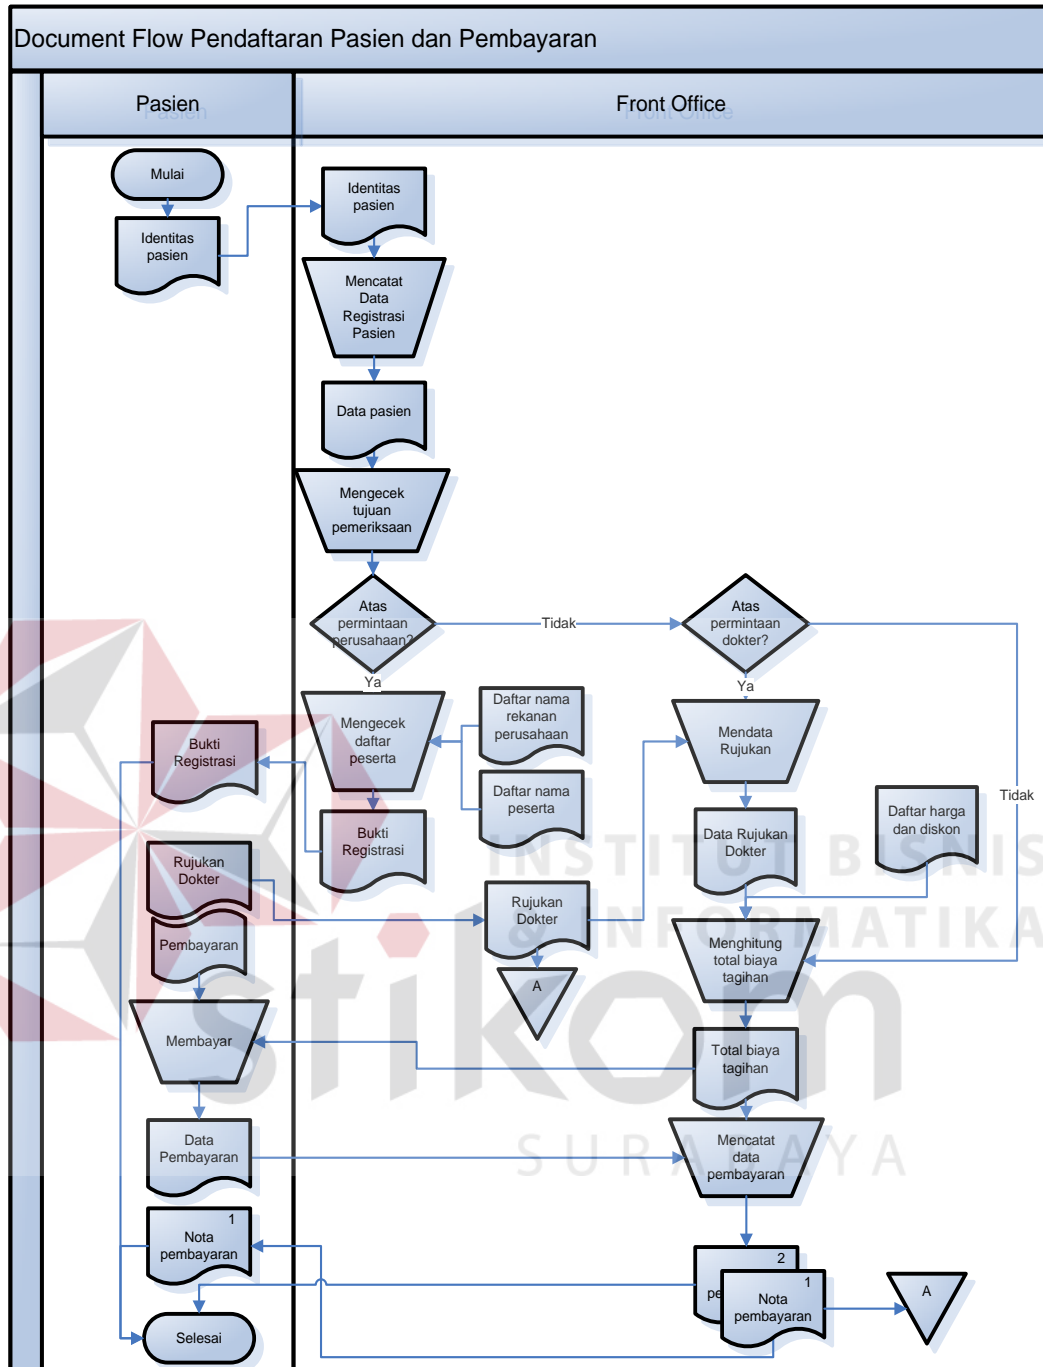 Document Flow Pendaftaran Pasien dan Pembayaran
Pasien
Front Office
Mulai
Identitas
pasien
Identitas
pasien
Mencatat
Data
Registrasi
Pasien
Data pasien
Mengecek
tujuan
pemeriksaan
Atas
permintaan
perusahaan?
Tidak
Atas
permintaan
dokter?
Ya
Ya
Mengecek
daftar
peserta
Daftar nama
rekanan
perusahaan
Daftar nama
peserta
Mendata
Rujukan
Tidak
Bukti
Registrasi
Bukti
Registrasi
Data Rujukan
Dokter
Daftar harga
dan diskon
Rujukan
Dokter
Rujukan
Dokter
A
Pembayaran
Menghitung
total biaya
tagihan
Membayar
Total biaya
tagihan
Data
Pembayaran
Mencatat
data
pembayaran
1
Nota
pembayaran
2
pe
1
Nota
pembayaran
A
Selesai
INSTITUT BISNIS
& INFORMATIKA
stikom
SURABAYA